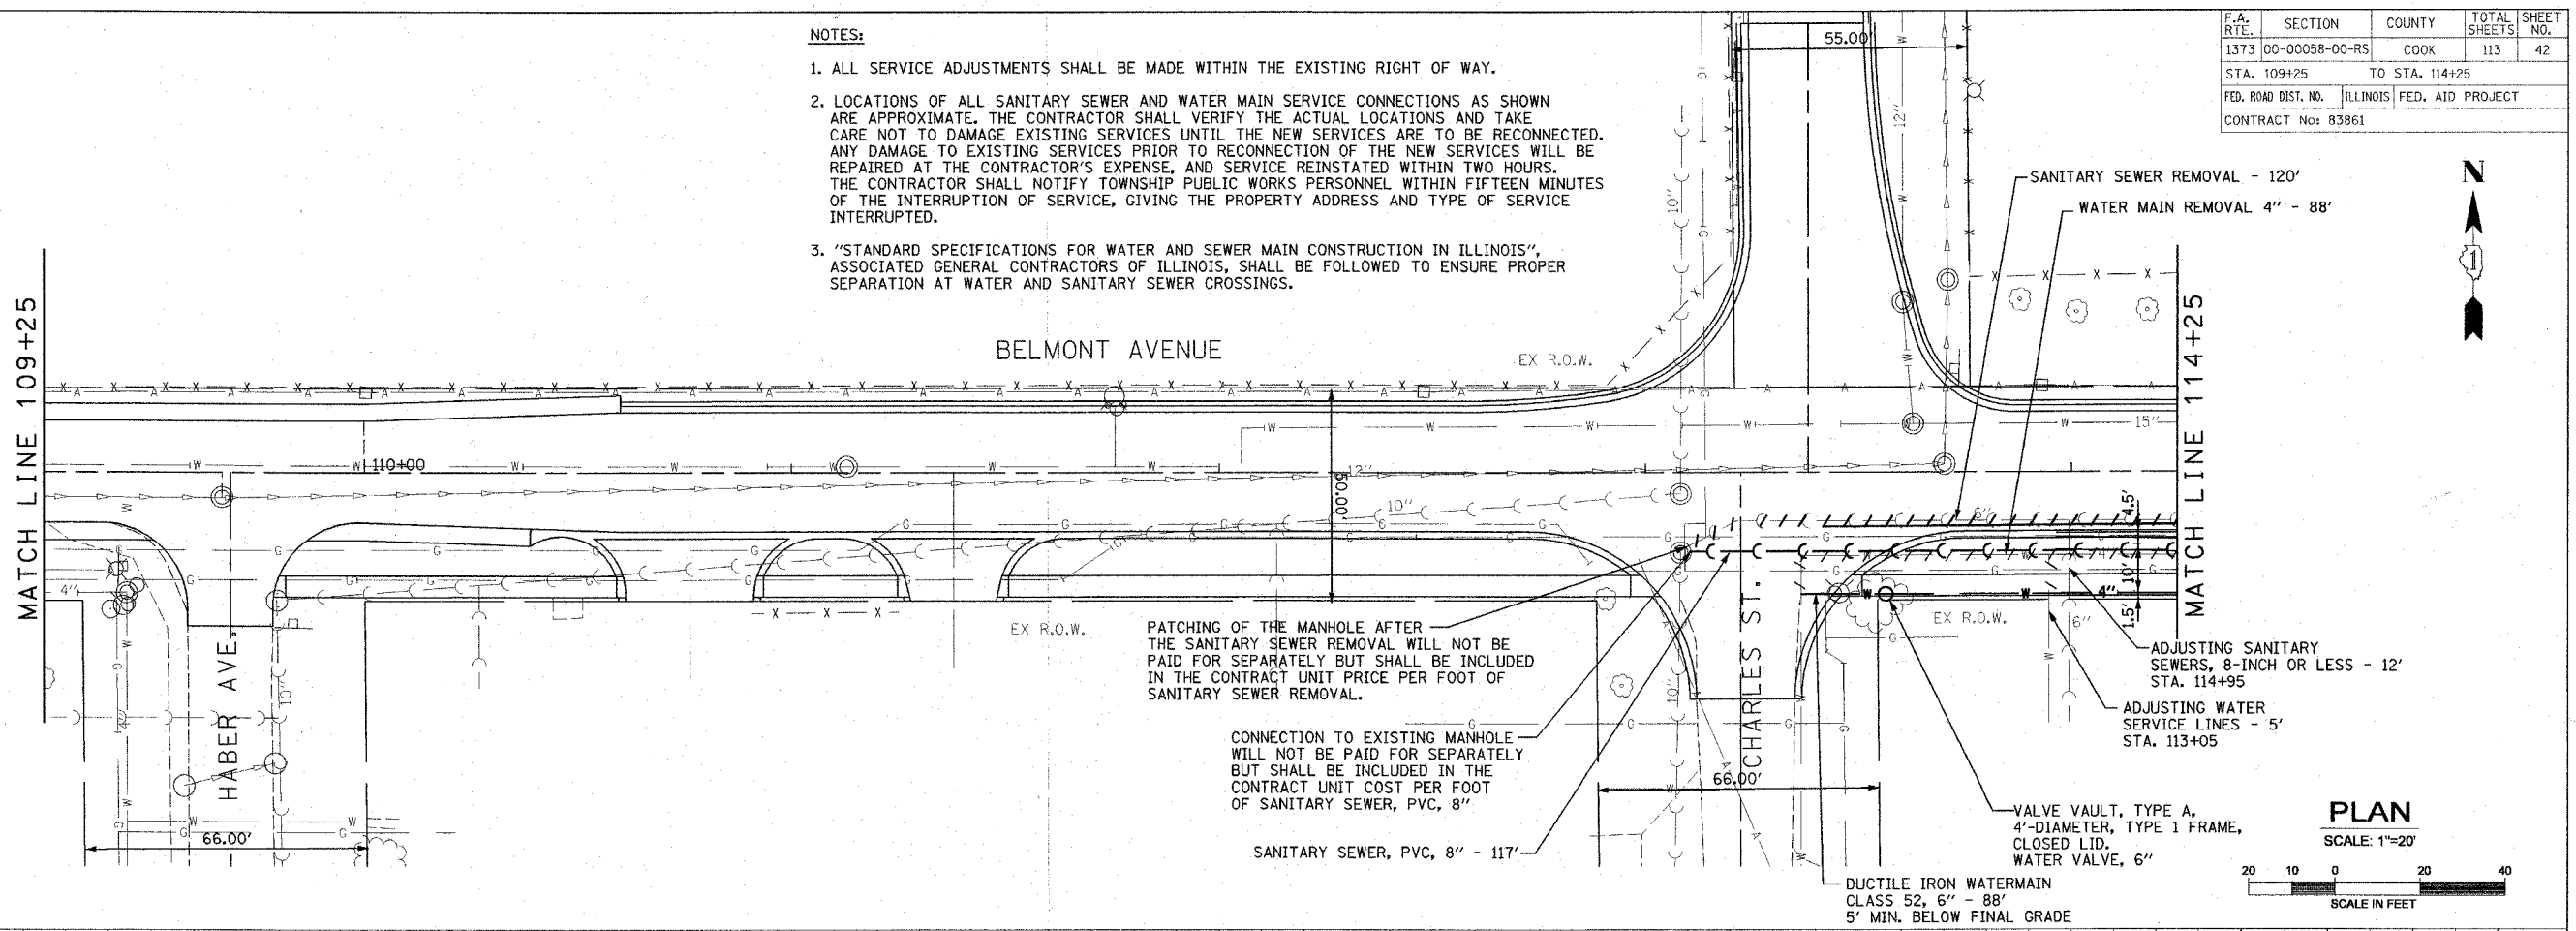 NOTES:
1. ALL SERVICE ADJUSTMENTS SHALL BE MADE WITHIN THE EXISTING RIGHT OF WAY.
2. LOCATIONS OF ALL SANITARY SEWER AND WATER MAIN SERVICE CONNECTIONS AS SHOWN
ARE APPROXIMATE. THE CONTRACTOR SHALL VERIFY THE ACTUAL LOCATIONS AND TAKE
CARE NOT TO DAMAGE EXISTING SERVICES UNTIL THE NEW SERVICES ARE TO BE RECONNECTED.
ANY DAMAGE TO EXISTING SERVICES PRIOR TO RECONNECTION OF THE NEW SERVICES WILL BE
REPAIRED AT THE CONTRACTOR'S EXPENSE, AND SERVICE REINSTATED WITHIN TWO HOURS.
THE CONTRACTOR SHALL NOTIFY TOWNSHIP PUBLIC WORKS PERSONNEL WITHIN FIFTEEN MINUTES
OF THE INTERRUPTION OF SERVICE, GIVING THE PROPERTY ADDRESS AND TYPE OF SERVICE
INTERRUPTED.
3. "STANDARD SPECIFICATIONS FOR WATER AND SEWER MAIN CONSTRUCTION IN ILLINOIS",
ASSOCIATED GENERAL CONTRACTORS OF ILLINOIS, SHALL BE FOLLOWED TO ENSURE PROPER
SEPARATION AT WATER AND SANITARY SEWER CROSSINGS.
F.A. RTE. SECTION COUNTY TOTAL SHEETS SHEET NO.
1373 00-00058-00-RS COOK 113 42
STA. 109+25 TO STA. 114+25
FED. ROAD DIST. NO. ILLINOIS FED. AID PROJECT
CONTRACT No: 83861
55.00'
12"
10"
SANITARY SEWER REMOVAL - 120'
WATER MAIN REMOVAL 4" - 88'
N
1
MATCH LINE 109+25
BELMONT AVENUE
EX R.O.W.
MATCH LINE 114+25
110+00
12"
15"
50.00'
10"
6"
4.5'
10'
1.5'
4"
4"
EX R.O.W.
EX R.O.W.
6"
HABER AVE.
10"
4"
66.00'
PATCHING OF THE MANHOLE AFTER
THE SANITARY SEWER REMOVAL WILL NOT BE
PAID FOR SEPARATELY BUT SHALL BE INCLUDED
IN THE CONTRACT UNIT PRICE PER FOOT OF
SANITARY SEWER REMOVAL.
CONNECTION TO EXISTING MANHOLE
WILL NOT BE PAID FOR SEPARATELY
BUT SHALL BE INCLUDED IN THE
CONTRACT UNIT COST PER FOOT
OF SANITARY SEWER, PVC, 8"
SANITARY SEWER, PVC, 8" - 117'
10"
CHARLES ST.
66.00'
ADJUSTING SANITARY
SEWERS, 8-INCH OR LESS - 12'
STA. 114+95
ADJUSTING WATER
SERVICE LINES - 5'
STA. 113+05
VALVE VAULT, TYPE A,
4'-DIAMETER, TYPE 1 FRAME,
CLOSED LID.
WATER VALVE, 6"
DUCTILE IRON WATERMAIN
CLASS 52, 6" - 88'
5' MIN. BELOW FINAL GRADE
PLAN
SCALE: 1"=20'
20 10 0 20 40
SCALE IN FEET